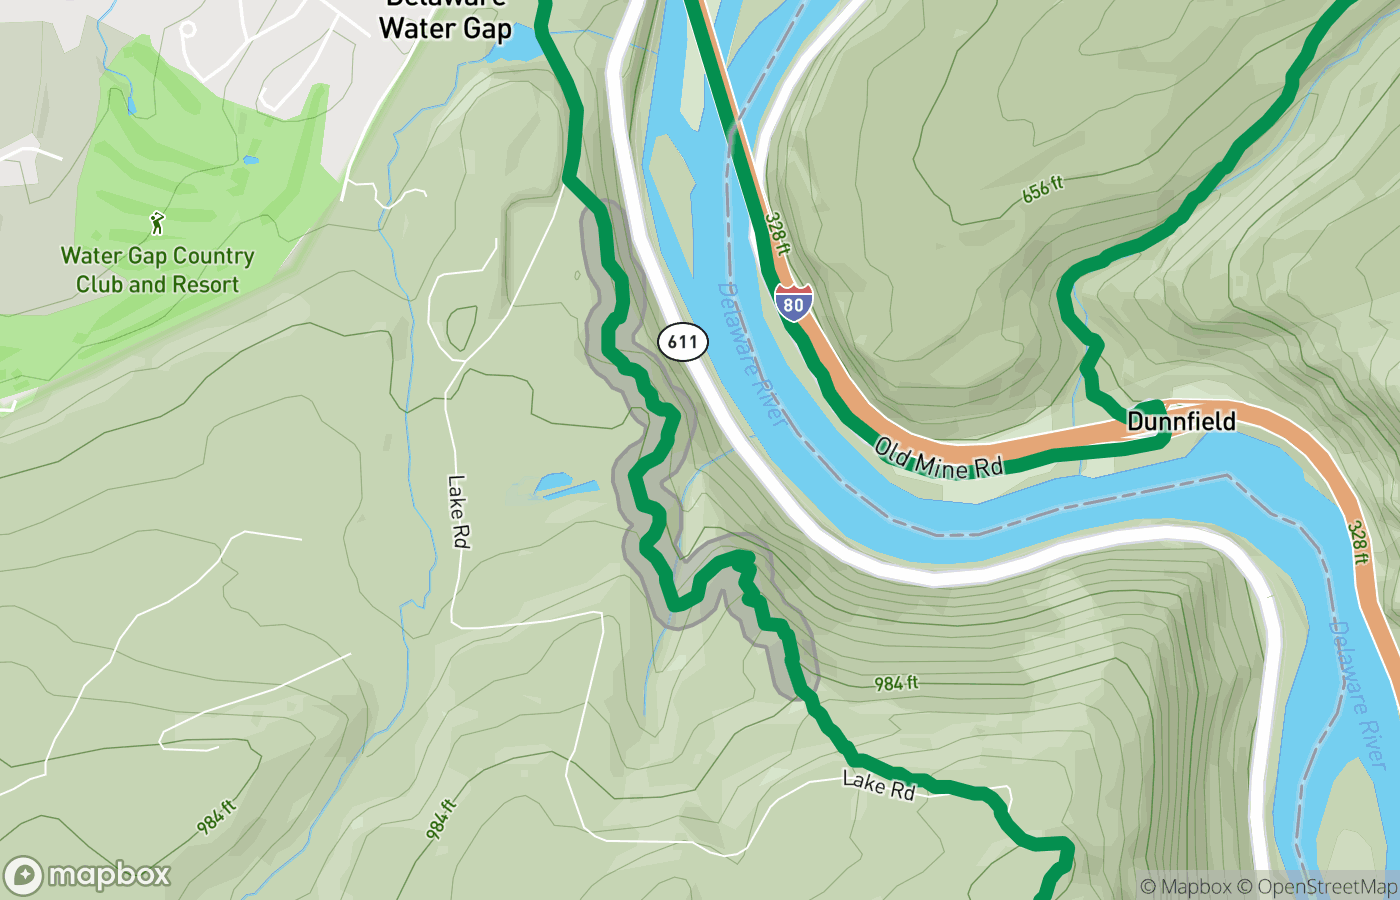 Delaware
Water Gap
656 ft
Water Gap Country
Club and Resort
328 ft
80
Delaware River
611
Dunnfield
Old Mine Rd
Lake Rd
328 ft
Delaware River
984 ft
Lake Rd
984 ft
984 ft
mapbox
© Mapbox © OpenStreetMap